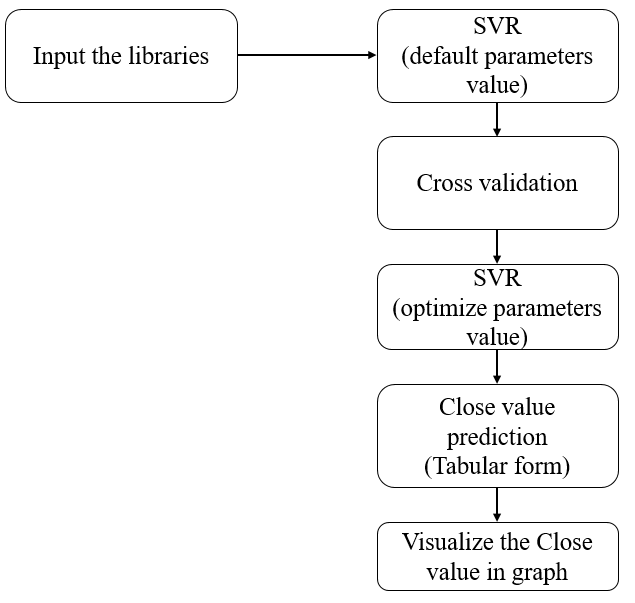 Input the libraries
SVR
(default parameters
value)
Cross validation
SVR
(optimize parameters
value)
Close value
prediction
(Tabular form)
Visualize the Close
value in graph